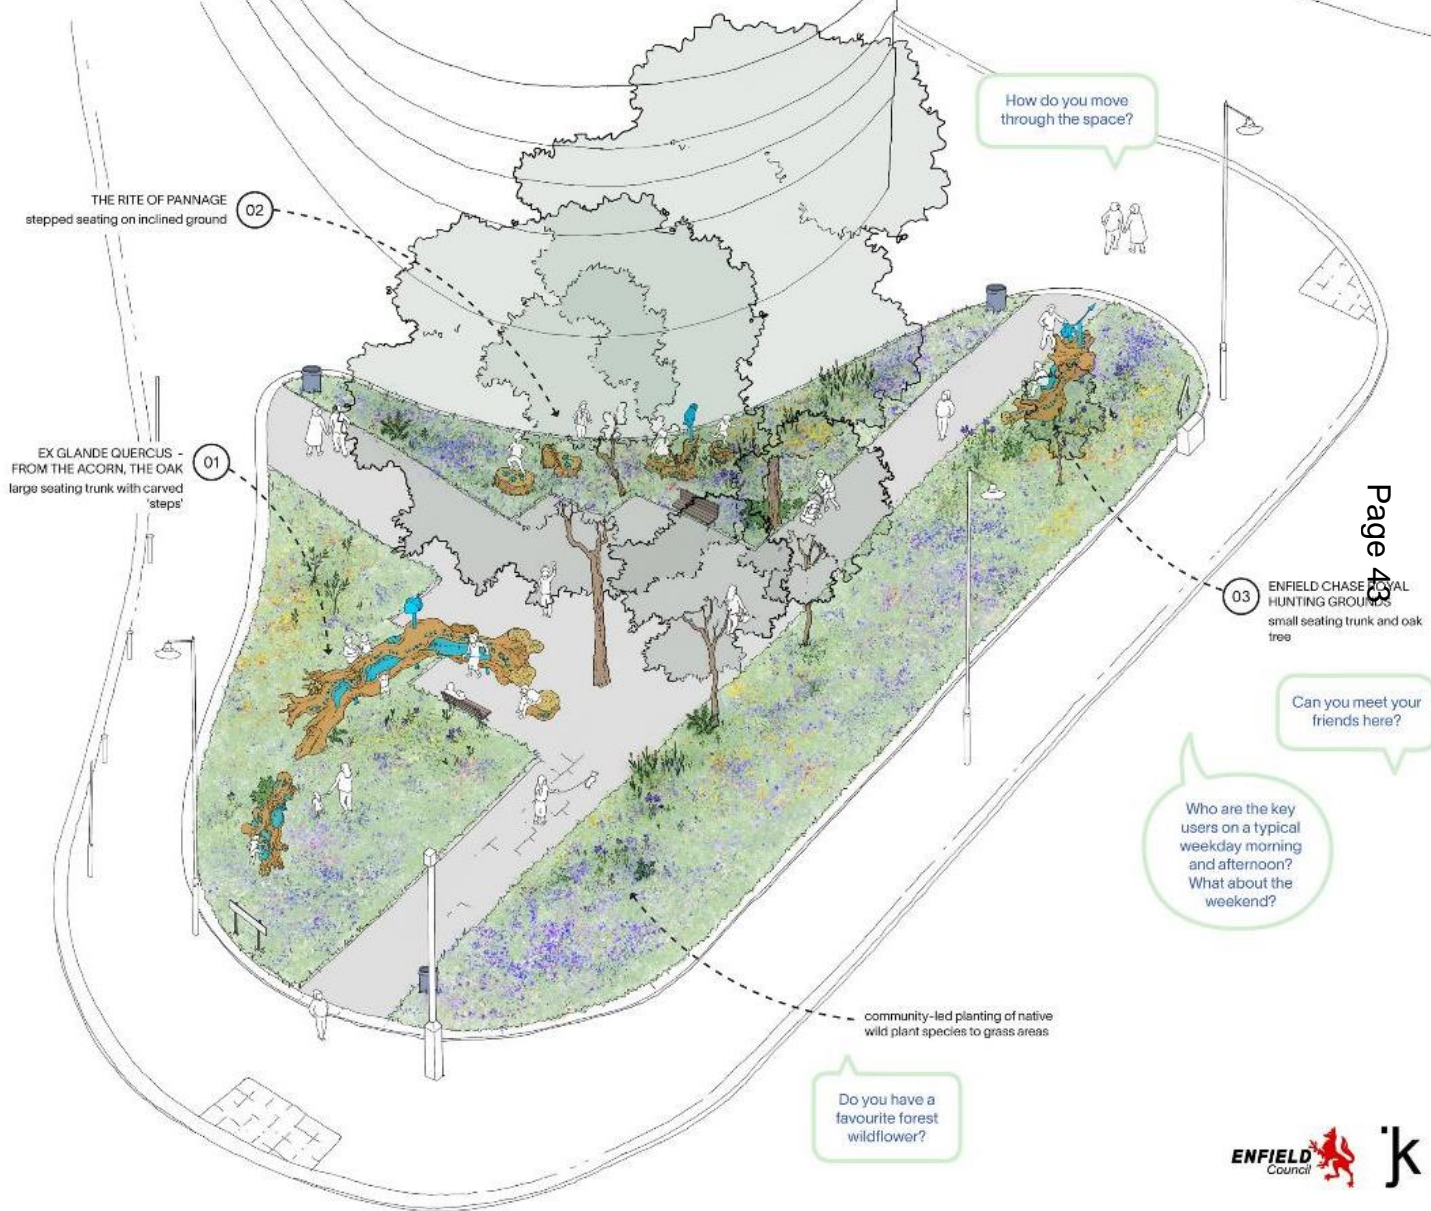 How do you move
through the space?
THE RITE OF PANNAGE
stepped seating on inclined ground
02
EX GLANDE QUERCUS -
FROM THE ACORN, THE OAK
large seating trunk with carved
'steps'
01
Page 43
03
ENFIELD CHASE ROYAL
HUNTING GROUNDS
small seating trunk and oak
tree
Can you meet your
friends here?
Who are the key
users on a typical
weekday morning
and afternoon?
What about the
weekend?
community-led planting of native
wild plant species to grass areas
Do you have a
favourite forest
wildflower?
ENFIELD
Council
jk